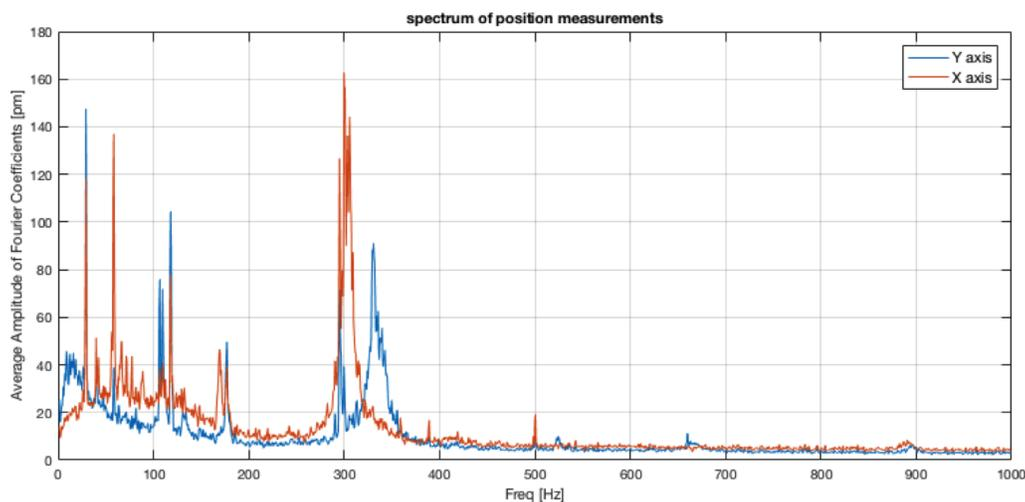 spectrum of position measurements
Average Amplitude of Fourier Coefficients [pm]
180
160
140
120
100
80
60
40
20
0
Y axis
X axis
0 100 200 300 400 500 600 700 800 900 1000
Freq [Hz]